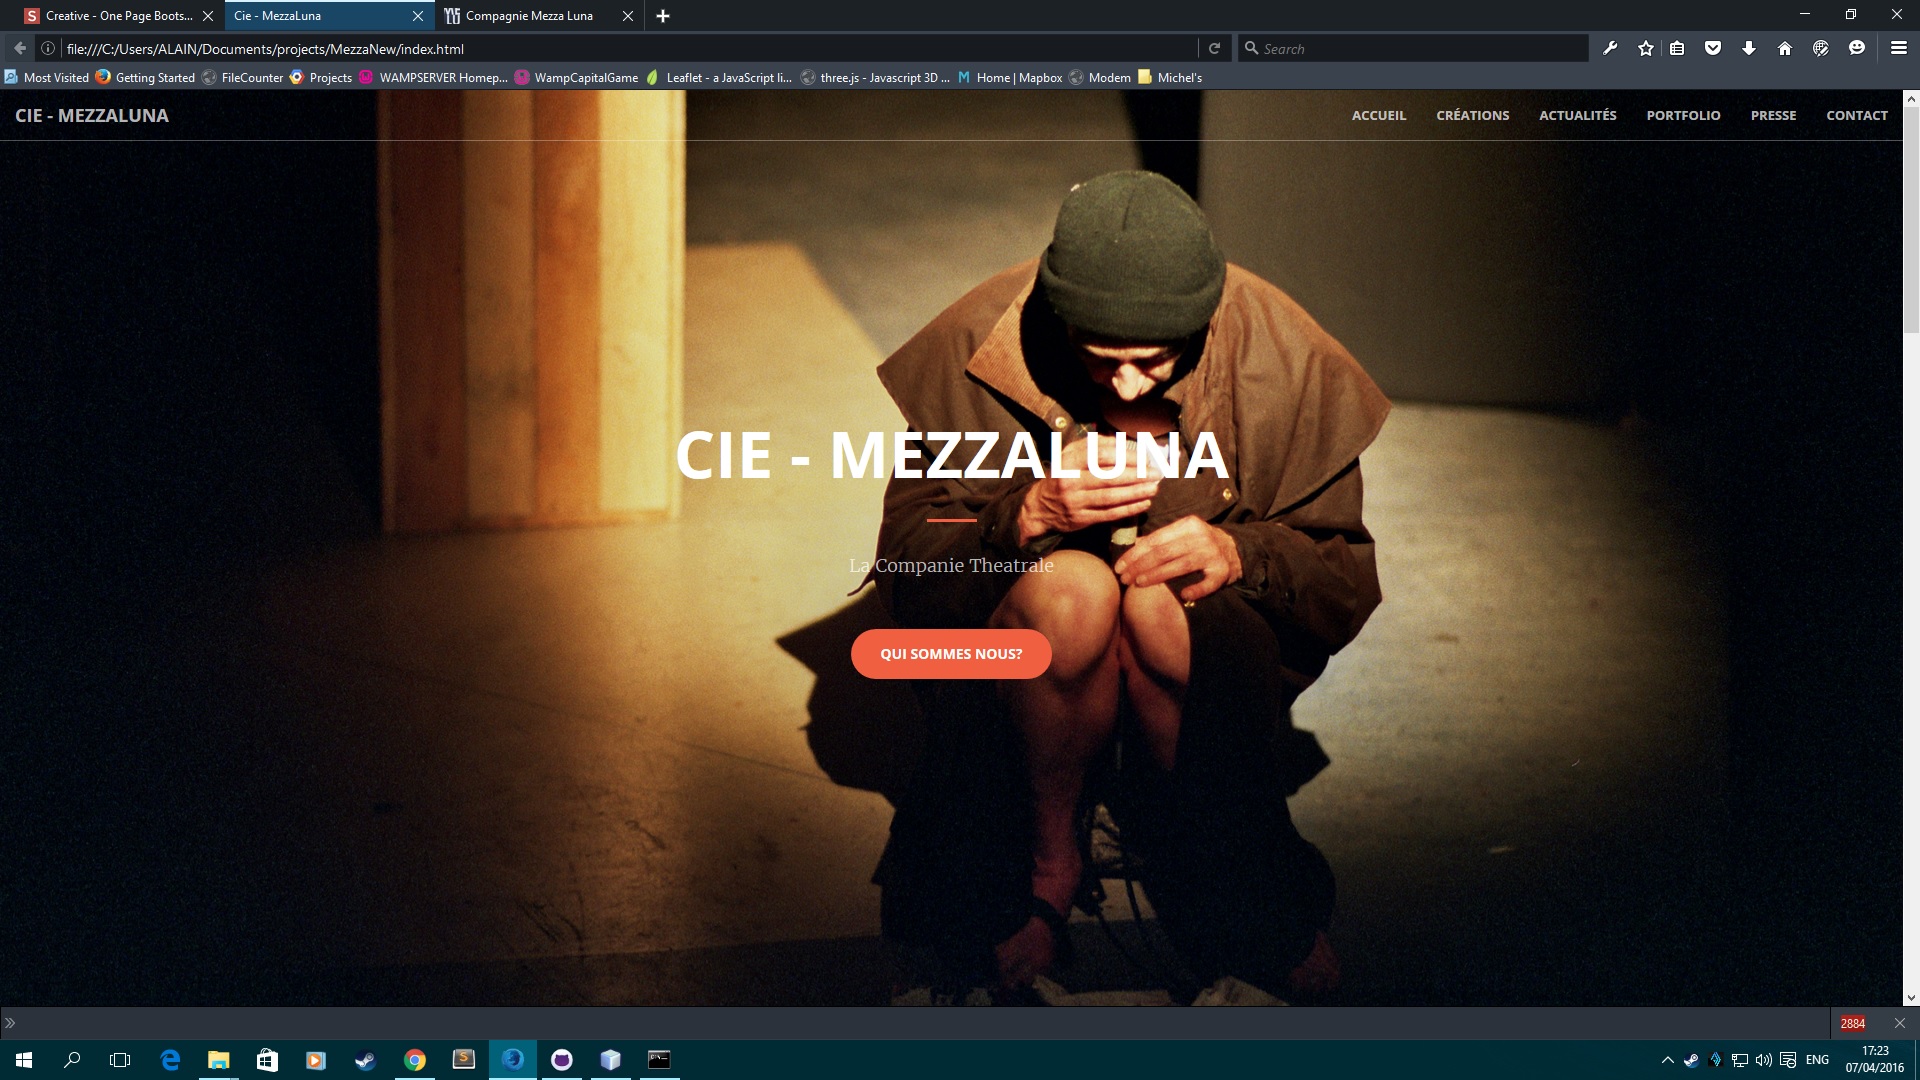 Creative - One Page Boots...
Cie - MezzaLuna
Compagnie Mezza Luna
file:///C:/Users/ALAIN/Documents/projects/MezzaNew/index.html
Search
Most Visited
Getting Started
FileCounter
Projects
WAMPSERVER Homep...
WampCapitalGame
Leaflet - a JavaScript li...
three.js - Javascript 3D ...
Home | Mapbox
Modem
Michel's
CIE - MEZZALUNA
ACCUEIL
CRÉATIONS
ACTUALITÉS
PORTFOLIO
PRESSE
CONTACT
CIE - MEZZALUNA
La Companie Theatrale
QUI SOMMES NOUS?
2884
ENG
17:23
07/04/2016